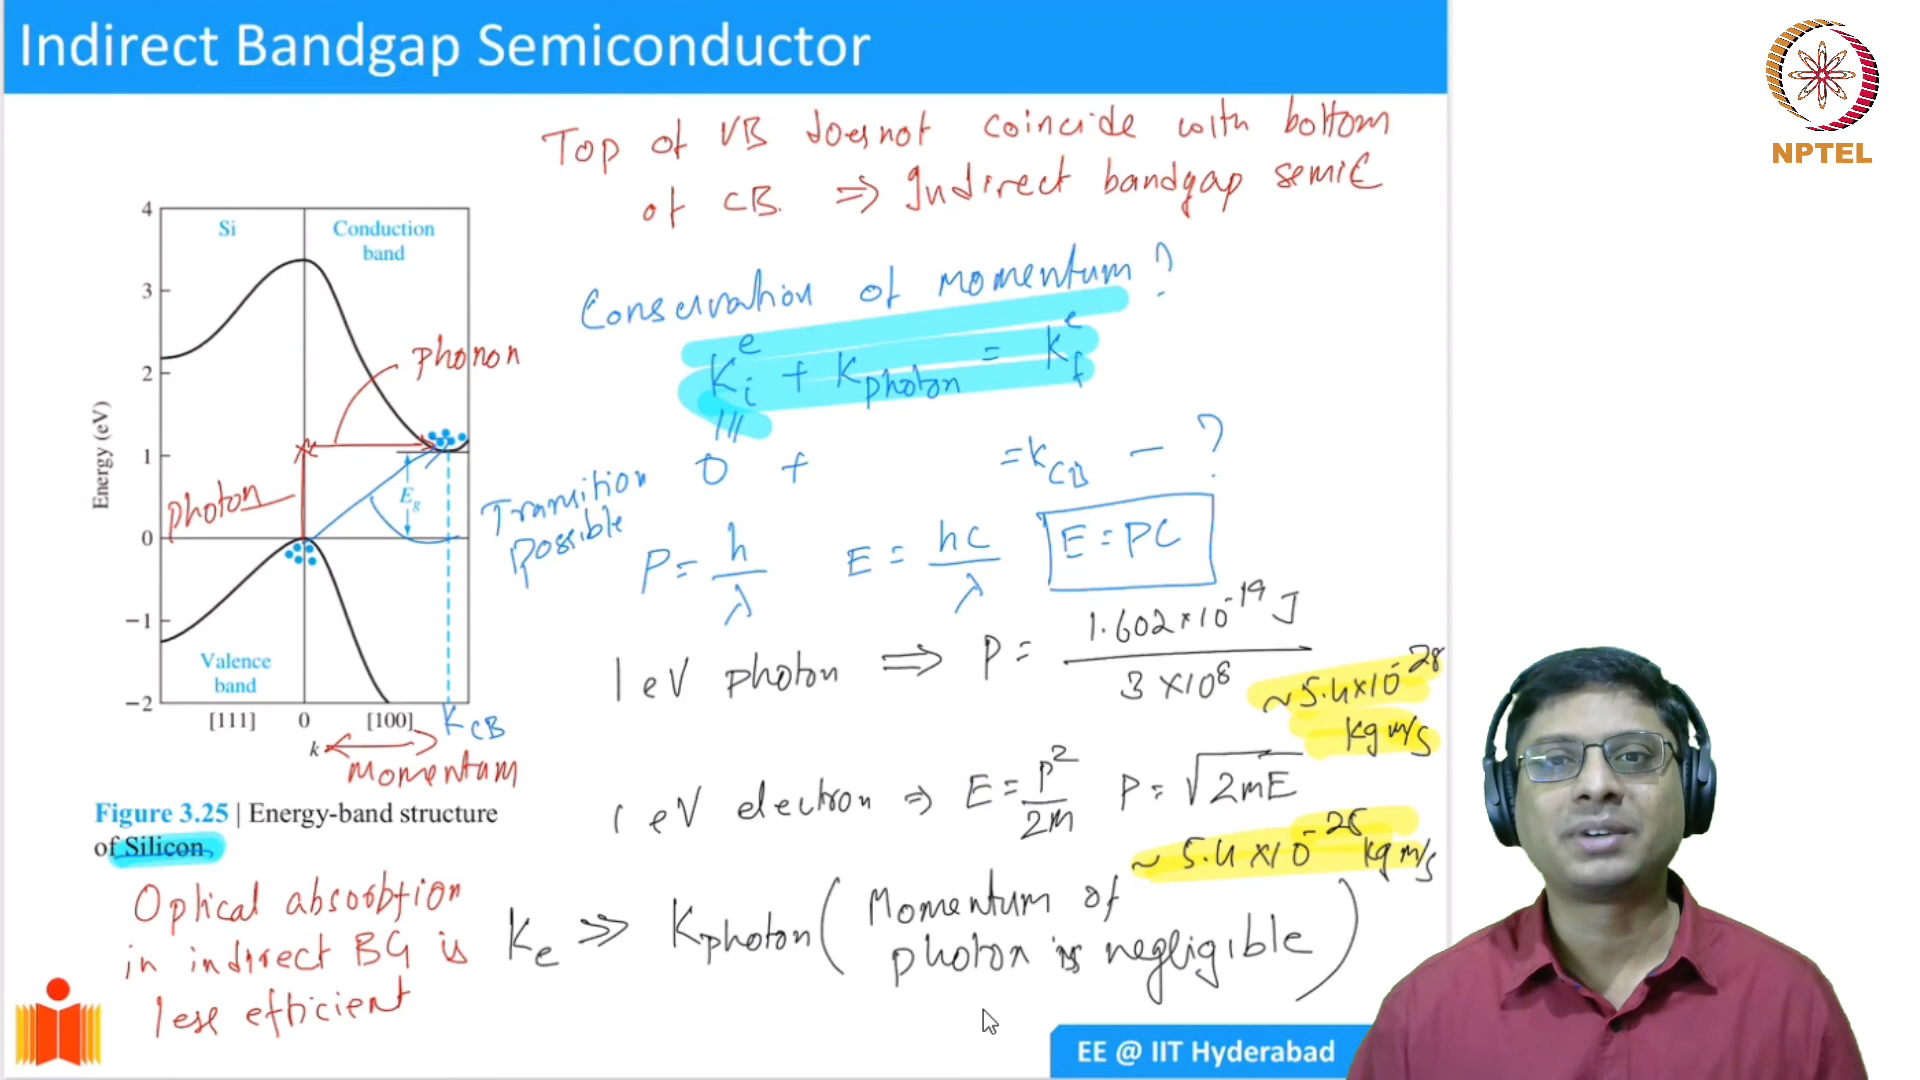 Indirect Bandgap Semiconductor
NPTEL
Top of VB does not coincide with bottom
of CB. ⇒ Indirect bandgap semiC
Conservation of momentum?
K_i^e + K_photon = K_f^e
0 + = K_CB - ?
Transition
possible
P = h/λ E = hc/λ E = PC
1 eV photon ⇒ P = 1.602×10^-19 J / 3×10^8
~5.4×10^-28
kg m/s
1 eV electron ⇒ E = P²/2m P = √2mE
~ 5.4×10^-25 kg m/s
Ke >> Kphoton (Momentum of
photon is negligible)
4
3
2
1
0
-1
-2
Energy (eV)
Si
Conduction
band
phonon
photon
E_g
Valence
band
[111] 0 [100] K_CB
k
Momentum
Figure 3.25 | Energy-band structure
of Silicon.
Optical absorbtion
in indirect BG is
less efficient
EE @ IIT Hyderabad